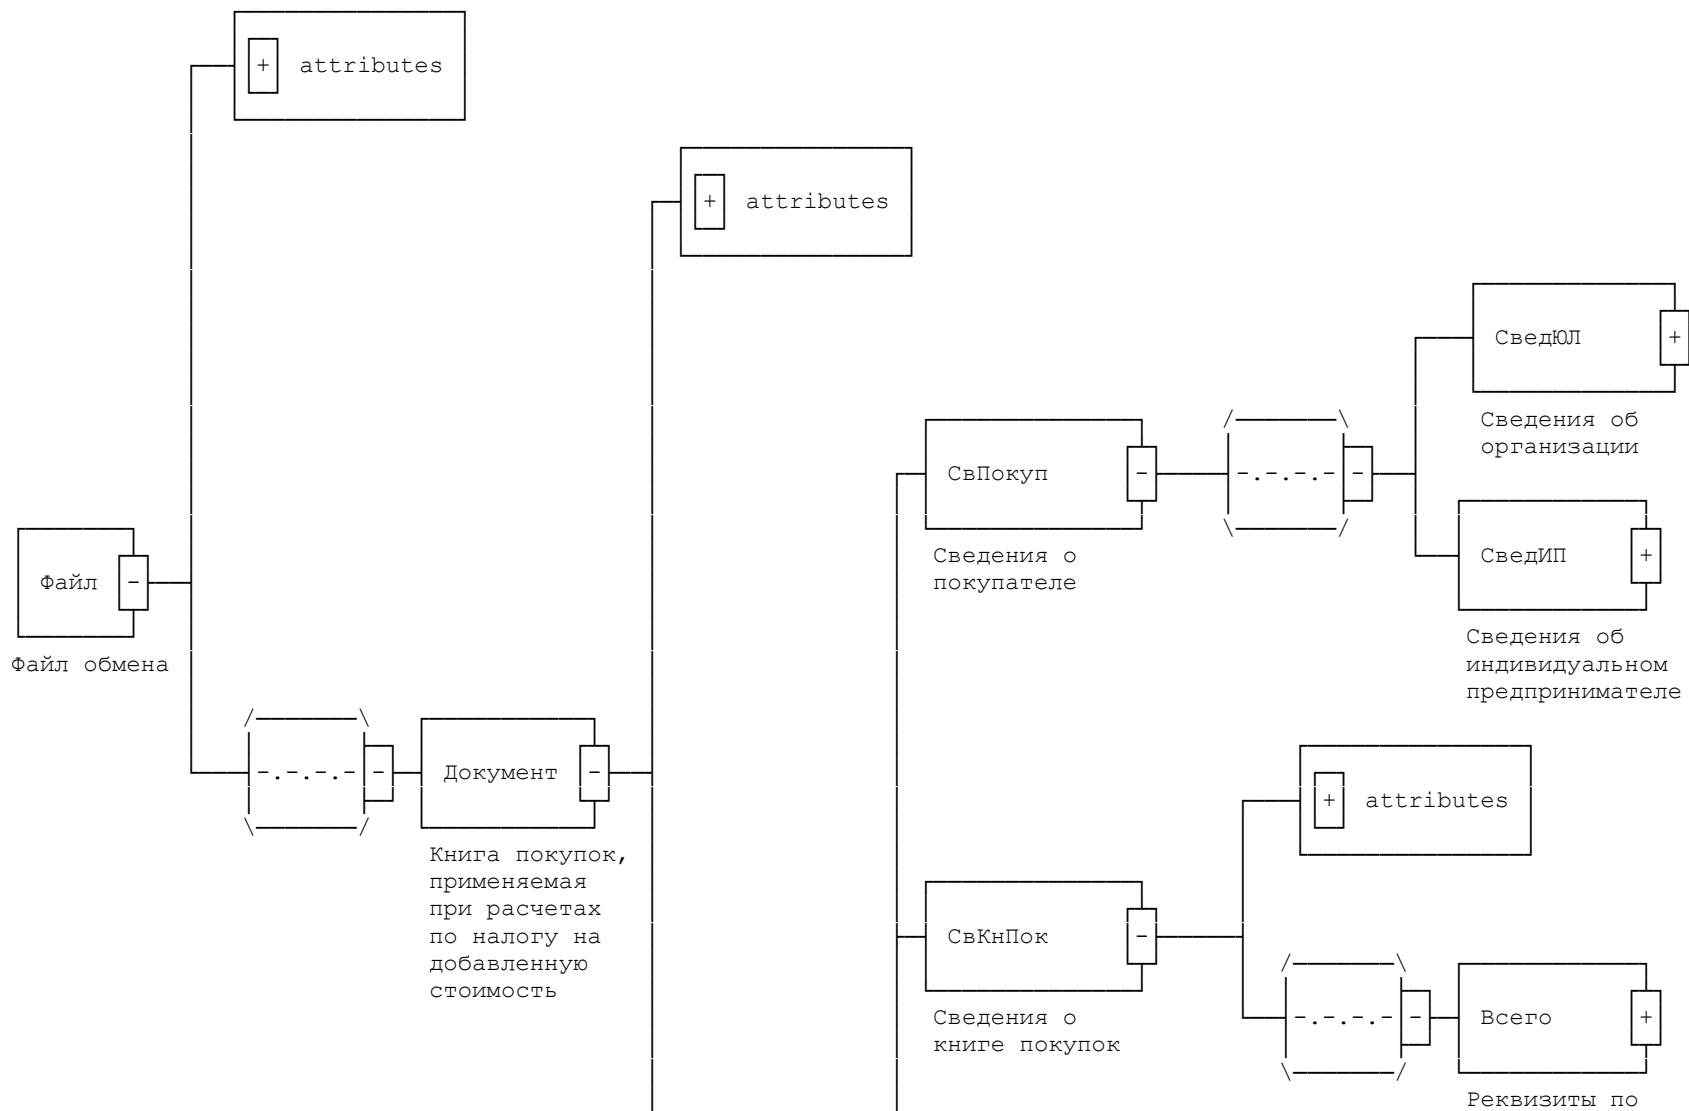 + attributes
+ attributes
СведЮЛ +
Сведения об
организации
СвПокуп -
-.-.-.- -
Сведения о
покупателе
СведИП +
Сведения об
индивидуальном
предпринимателе
Файл -
Файл обмена
-.-.-.- -
Документ -
Книга покупок,
применяемая
при расчетах
по налогу на
добавленную
стоимость
+ attributes
СвКнПок -
Сведения о
книге покупок
-.-.-.- -
Всего +
Реквизиты по